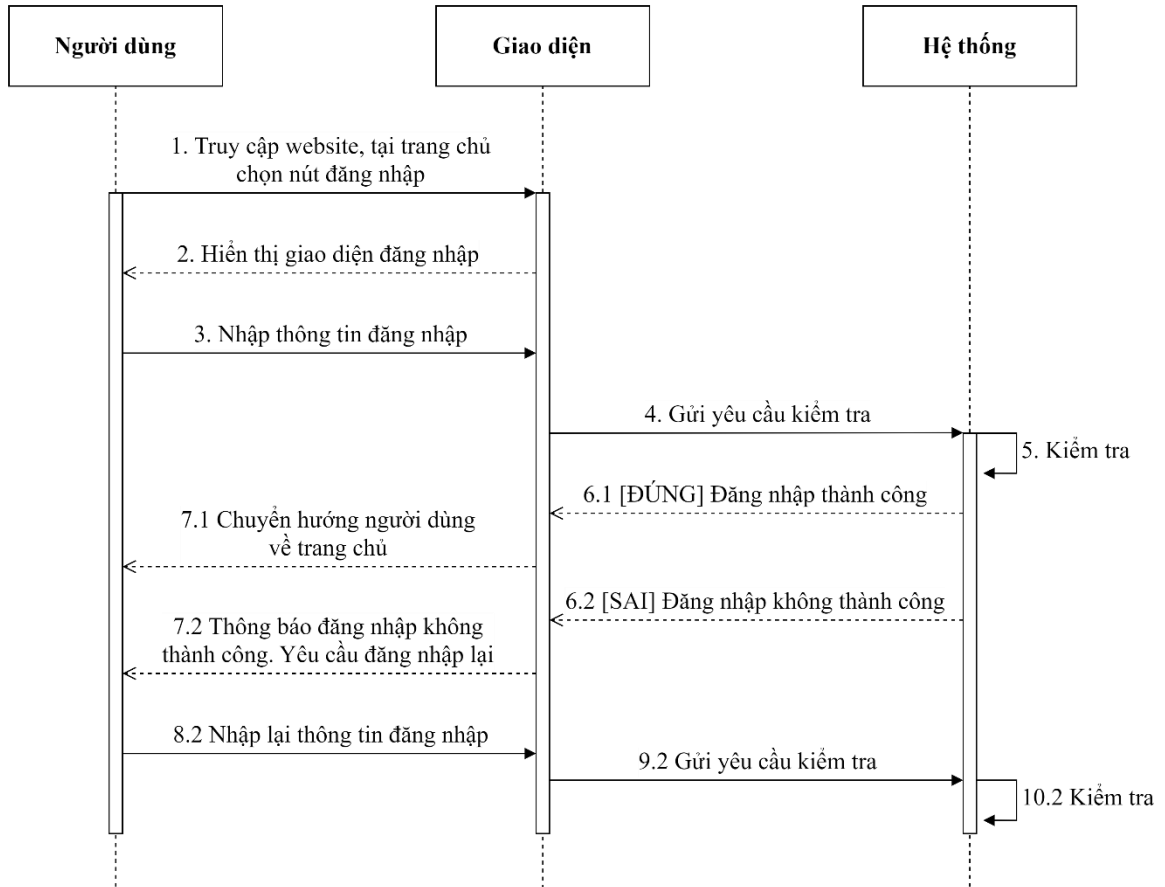 Người dùng
Giao diện
Hệ thống
1. Truy cập website, tại trang chủ
chọn nút đăng nhập
2. Hiển thị giao diện đăng nhập
3. Nhập thông tin đăng nhập
4. Gửi yêu cầu kiểm tra
5. Kiểm tra
6.1 [ĐÚNG] Đăng nhập thành công
7.1 Chuyển hướng người dùng
về trang chủ
6.2 [SAI] Đăng nhập không thành công
7.2 Thông báo đăng nhập không
thành công. Yêu cầu đăng nhập lại
8.2 Nhập lại thông tin đăng nhập
9.2 Gửi yêu cầu kiểm tra
10.2 Kiểm tra